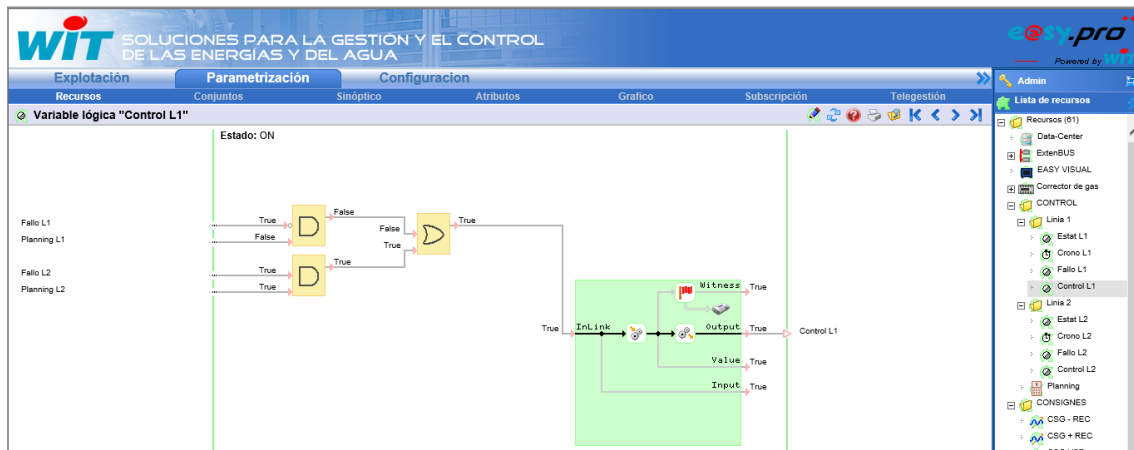 WIT SOLUCIONES PARA LA GESTIÓN Y EL CONTROL
DE LAS ENERGÍAS Y DEL AGUA
e@sy.pro
Powered by WIT
Explotación Parametrización Configuracion
Recursos Conjuntos Sinóptico Atributos Grafico Subscripción Telegestión
Variable lógica "Control L1"
Estado: ON
Fallo L1
Planning L1
Fallo L2
Planning L2
True
False
True
True
False
True
False
True
True
True
InLink
Witness True
Output True
Control L1
Value True
Input True
Admin
Lista de recursos
Recursos (61)
Data-Center
ExtenBUS
EASY VISUAL
Corrector de gas
CONTROL
Linia 1
Estat L1
Crono L1
Fallo L1
Control L1
Linia 2
Estat L2
Crono L2
Fallo L2
Control L2
Planning
CONSIGNES
CSG - REC
CSG + REC